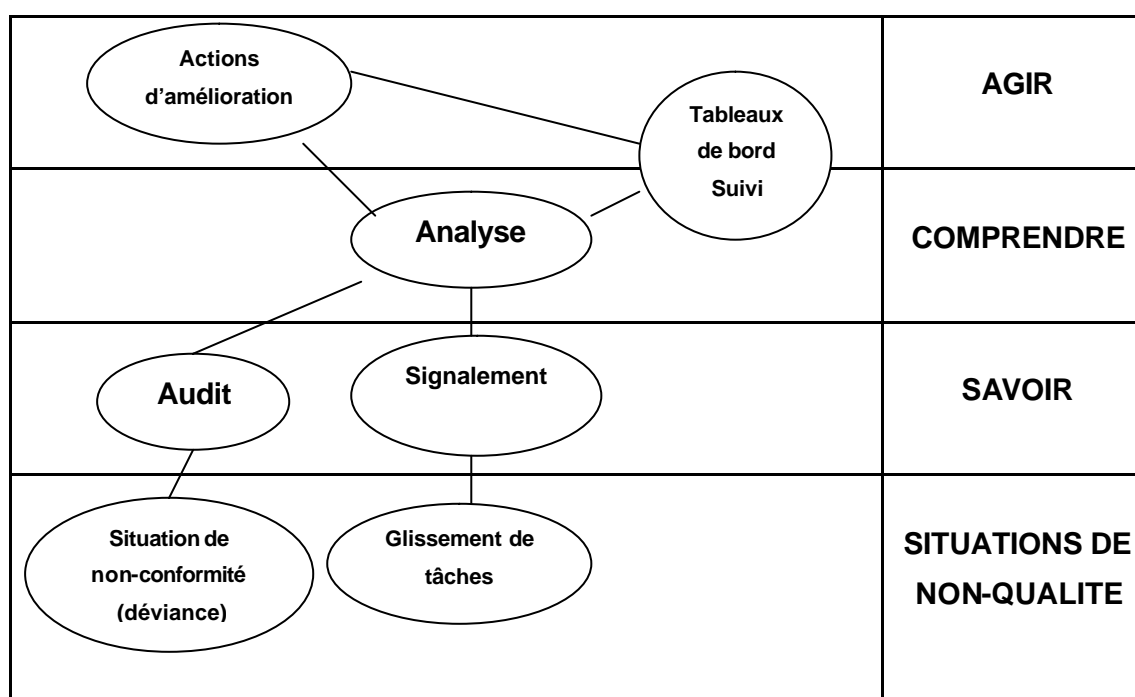 Actions
d'amélioration
Tableaux
de bord
Suivi
AGIR
Analyse
COMPRENDRE
Audit
Signalement
SAVOIR
Situation de
non-conformité
(déviance)
Glissement de
tâches
SITUATIONS DE
NON-QUALITE